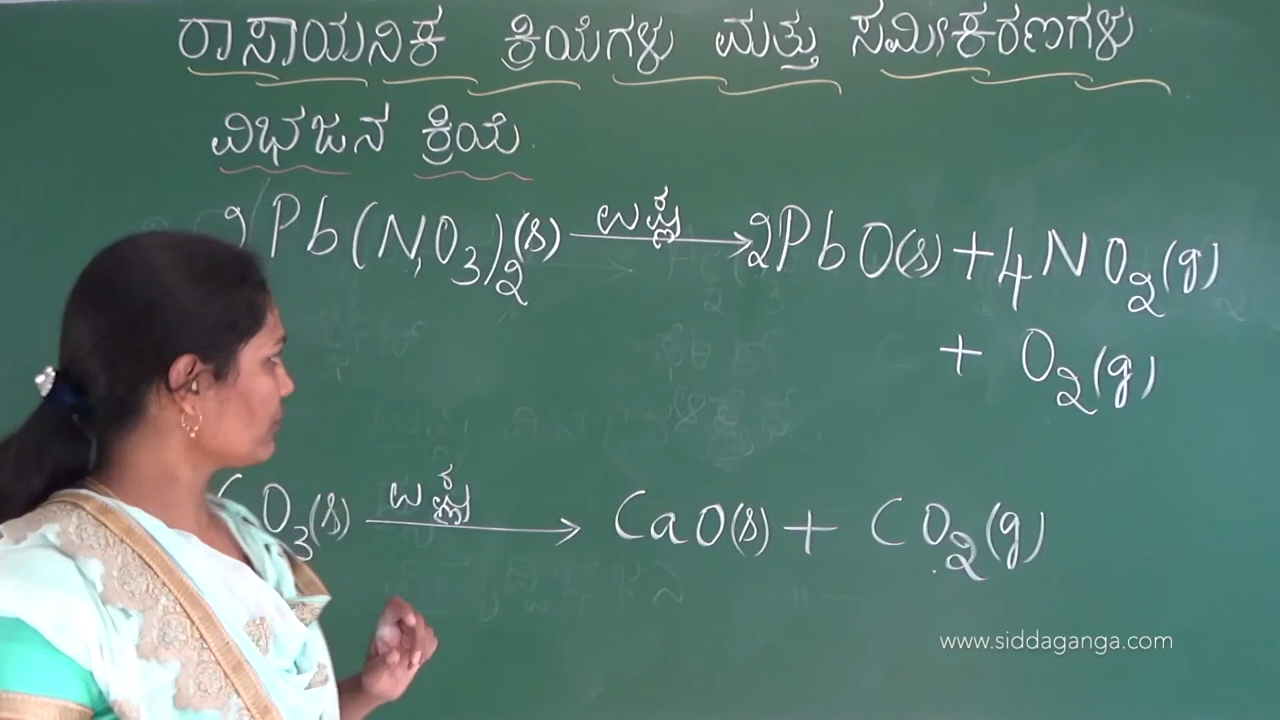 ರಾಸಾಯನಿಕ ಕ್ರಿಯೆಗಳು ಮತ್ತು ಸಮೀಕರಣಗಳು
ವಿಭಜನ ಕ್ರಿಯೆ
2Pb(NO₃)₂(s) ಉಷ್ಣ → 2PbO(s) + 4NO₂(g)
+ O₂(g)
CO₃(s) ಉಷ್ಣ → CaO(s) + CO₂(g)
www.siddaganga.com